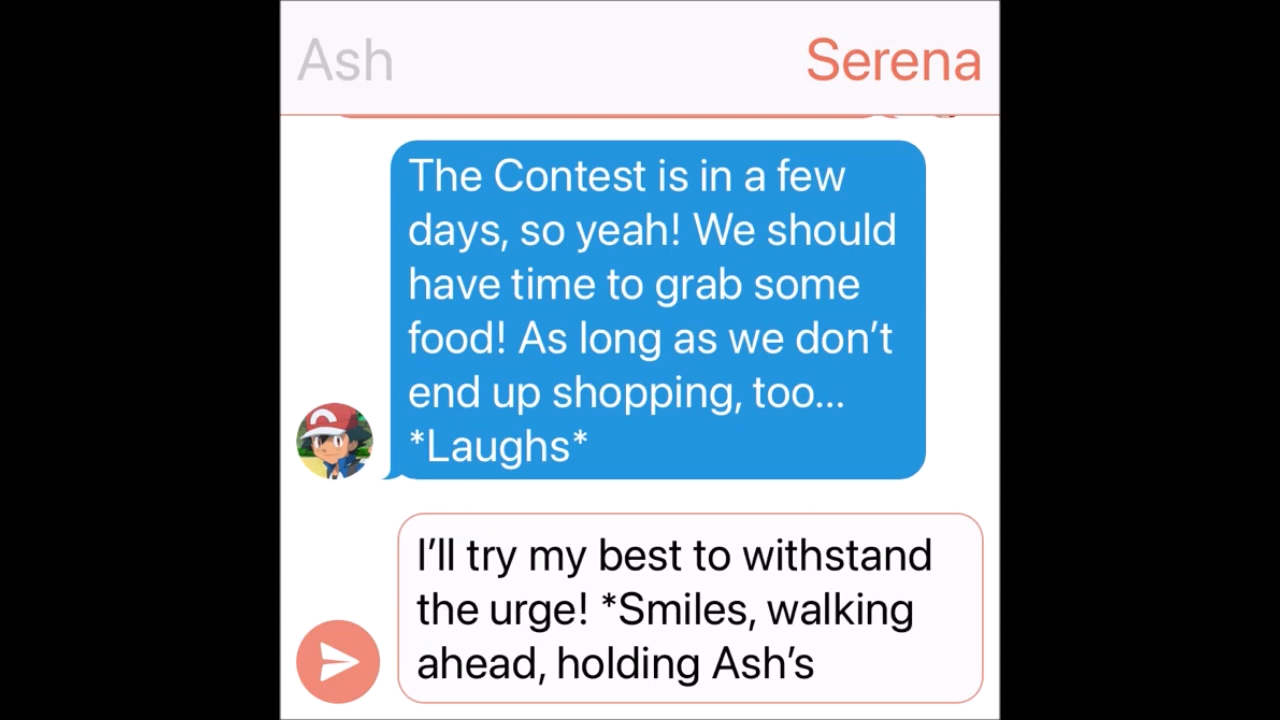 Ash
Serena
The Contest is in a few
days, so yeah! We should
have time to grab some
food! As long as we don’t
end up shopping, too...
*Laughs*
I’ll try my best to withstand
the urge! *Smiles, walking
ahead, holding Ash’s